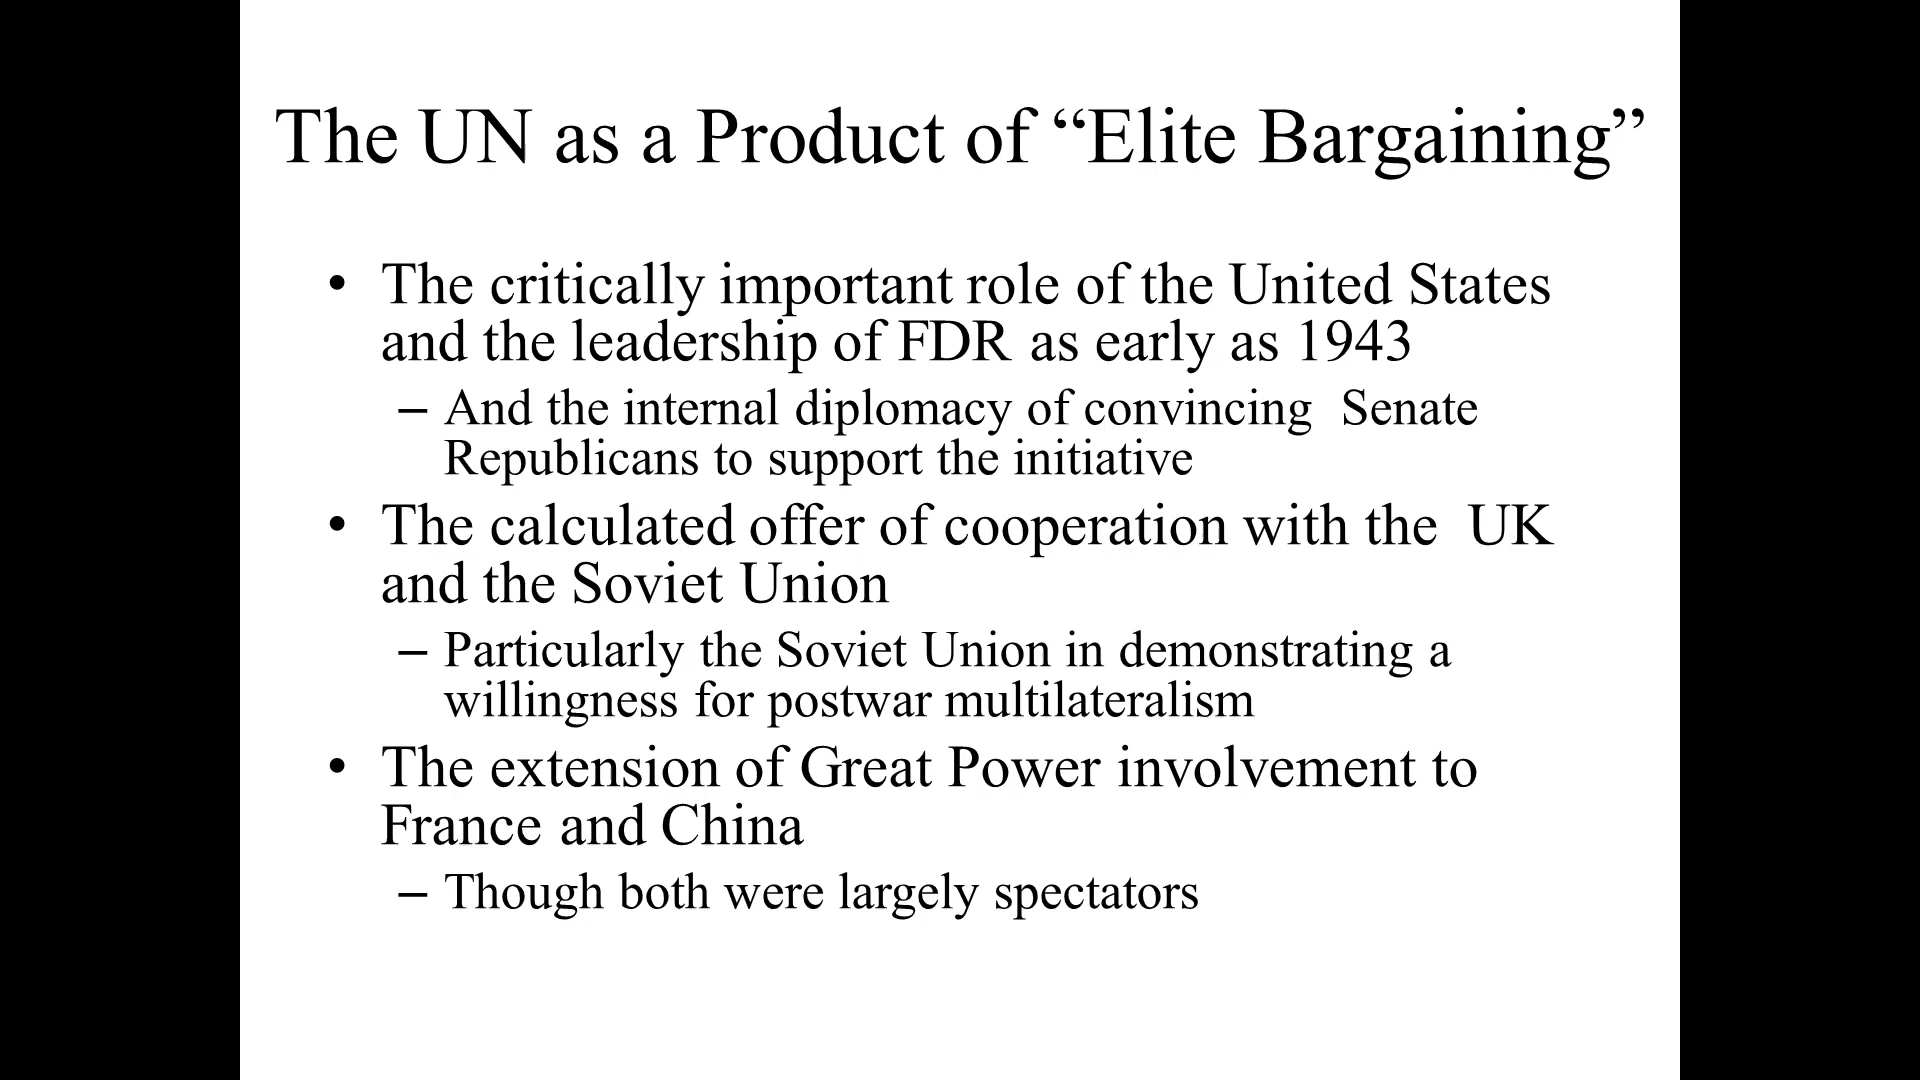 The UN as a Product of “Elite Bargaining”
• The critically important role of the United States
and the leadership of FDR as early as 1943
– And the internal diplomacy of convincing  Senate
Republicans to support the initiative
• The calculated offer of cooperation with the  UK
and the Soviet Union
– Particularly the Soviet Union in demonstrating a
willingness for postwar multilateralism
• The extension of Great Power involvement to
France and China
– Though both were largely spectators